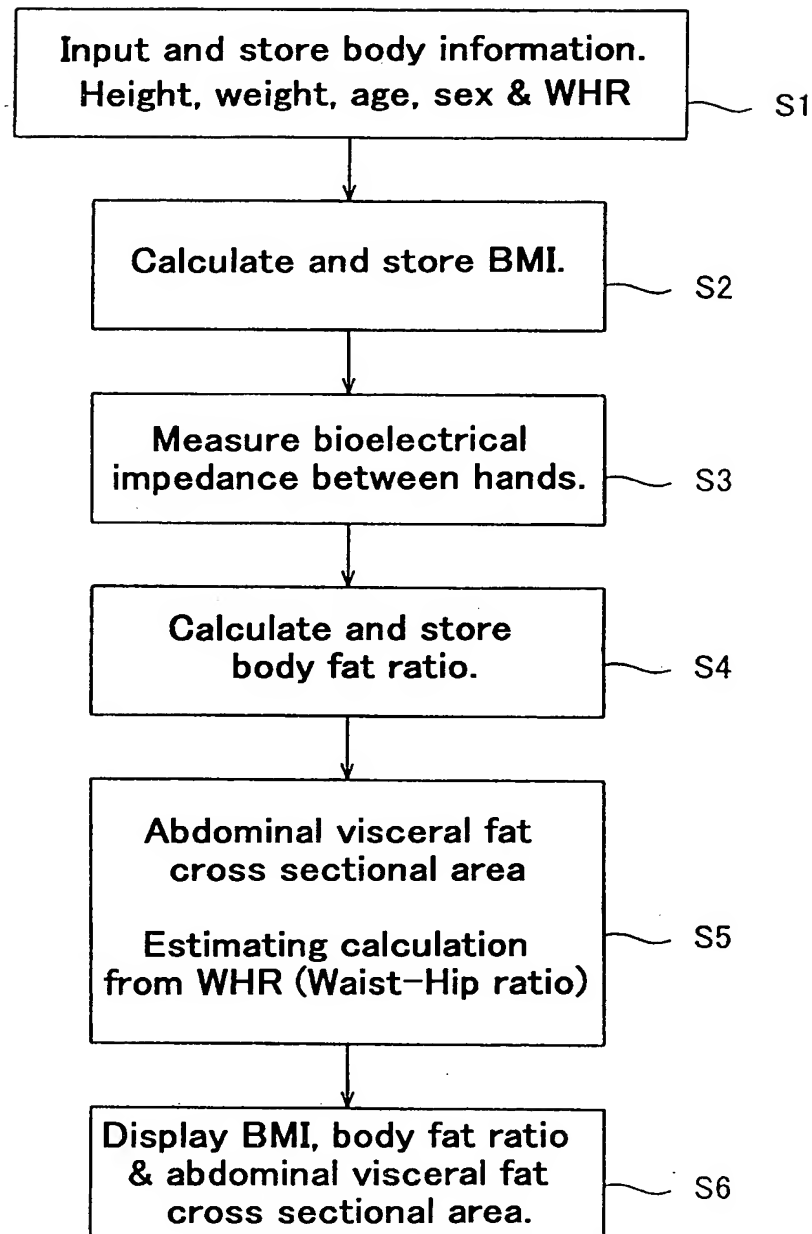 Input and store body information.
Height, weight, age, sex & WHR
S1
Calculate and store BMI.
S2
Measure bioelectrical
impedance between hands.
S3
Calculate and store
body fat ratio.
S4
Abdominal visceral fat
cross sectional area
Estimating calculation
from WHR (Waist-Hip ratio)
S5
Display BMI, body fat ratio
& abdominal visceral fat
cross sectional area.
S6